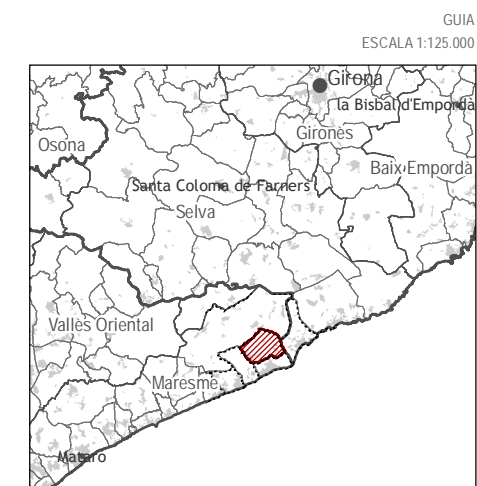 GUIA
ESCALA 1:125.000
Girona
la Bisbal d'Empordà
Gironès
Osona
Baix Empordà
Santa Coloma de Farners
Selva
Vallès Oriental
Maresme
Mataró